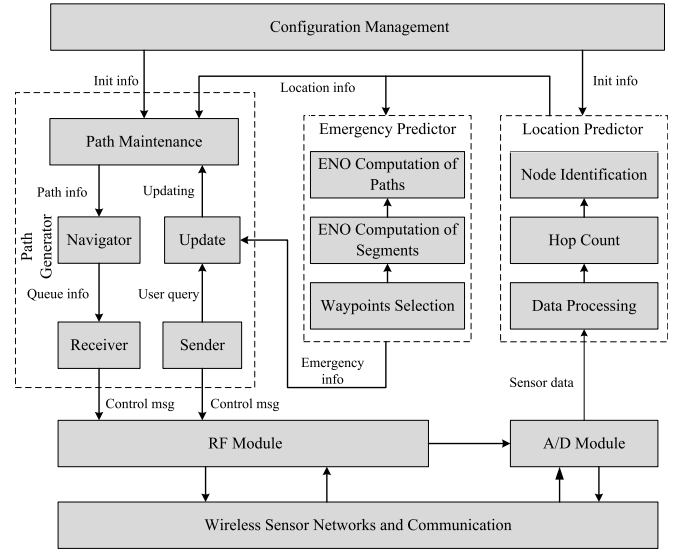 Configuration Management
Init info
Location info
Init info
Emergency Predictor
Location Predictor
Path Maintenance
ENO Computation of
Paths
Node Identification
Path info
Updating
Path
Generator
Navigator
Update
ENO Computation of
Segments
Hop Count
Queue info
User query
Waypoints Selection
Data Processing
Receiver
Sender
Emergency
info
Sensor data
Control msg
Control msg
RF Module
A/D Module
Wireless Sensor Networks and Communication